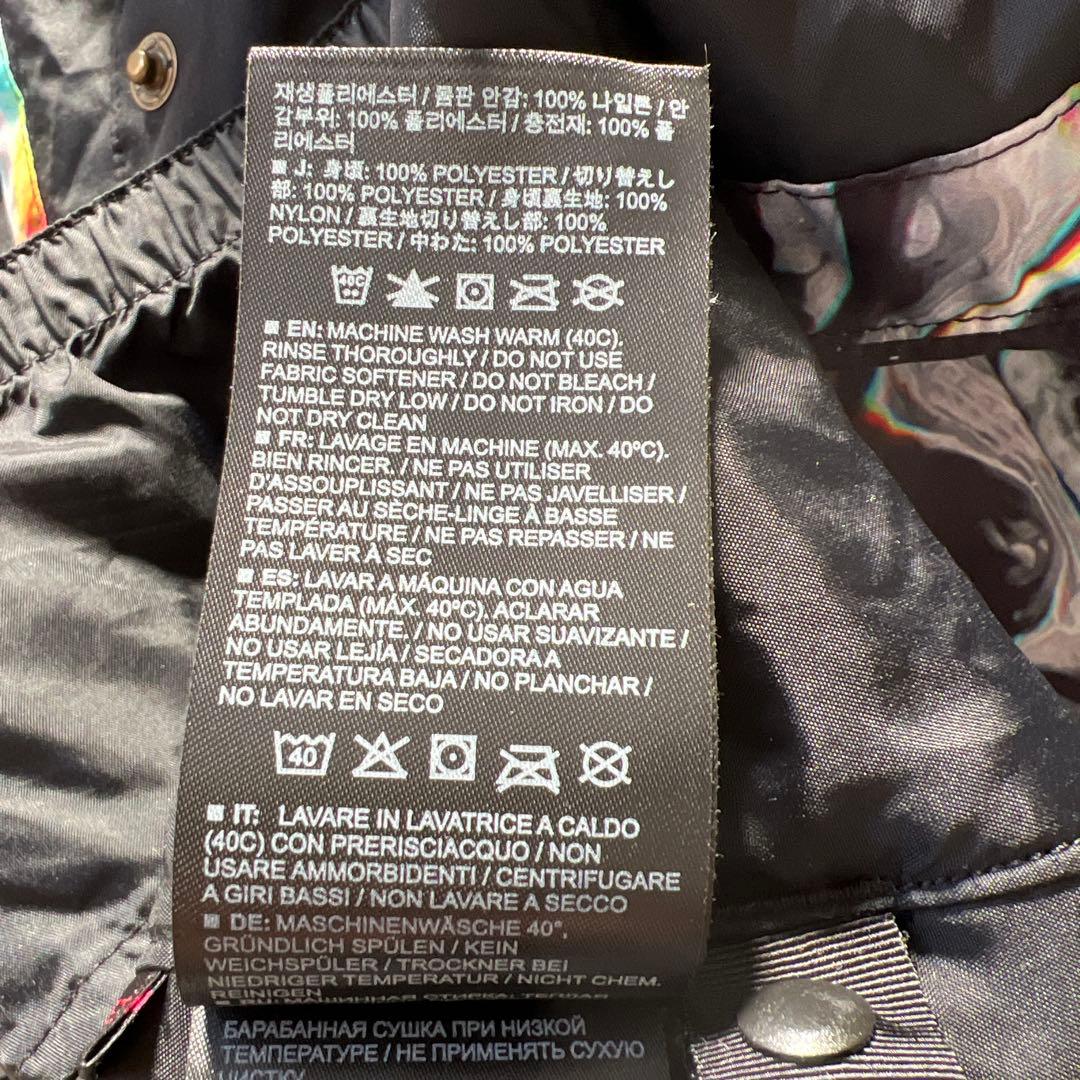 재생폴리에스터 / 몸판 안감: 100% 나일론 / 안
감부위: 100% 폴리에스터 / 충전재: 100% 폴
리에스터
J: 身頃: 100% POLYESTER / 切り替えし
部: 100% POLYESTER / 身頃裏生地: 100%
NYLON / 裏生地切り替えし部: 100%
POLYESTER / 中わた: 100% POLYESTER
40C
EN: MACHINE WASH WARM (40C).
RINSE THOROUGHLY / DO NOT USE
FABRIC SOFTENER / DO NOT BLEACH /
TUMBLE DRY LOW / DO NOT IRON / DO
NOT DRY CLEAN
FR: LAVAGE EN MACHINE (MAX. 40°C).
BIEN RINCER. / NE PAS UTILISER
D'ASSOUPLISSANT / NE PAS JAVELLISER /
PASSER AU SÈCHE-LINGE À BASSE
TEMPÉRATURE / NE PAS REPASSER / NE
PAS LAVER À SEC
ES: LAVAR A MÁQUINA CON AGUA
TEMPLADA (MÁX. 40ºC). ACLARAR
ABUNDAMENTE. / NO USAR SUAVIZANTE /
NO USAR LEJÍA / SECADORA A
TEMPERATURA BAJA / NO PLANCHAR /
NO LAVAR EN SECO
40
IT: LAVARE IN LAVATRICE A CALDO
(40C) CON PRERISCIACQUO / NON
USARE AMMORBIDENTI / CENTRIFUGARE
A GIRI BASSI / NON LAVARE A SECCO
DE: MASCHINENWÄSCHE 40°,
GRÜNDLICH SPÜLEN / KEIN
WEICHSPÜLER / TROCKNER BEI
NIEDRIGER TEMPERATUR / NICHT CHEM.
REINIGEN
RU: МАШИННАЯ СТИРКА
БАРАБАННАЯ СУШКА ПРИ НИЗКОЙ
ТЕМПЕРАТУРЕ / НЕ ПРИМЕНЯТЬ СУХУЮ
ЧИСТКУ